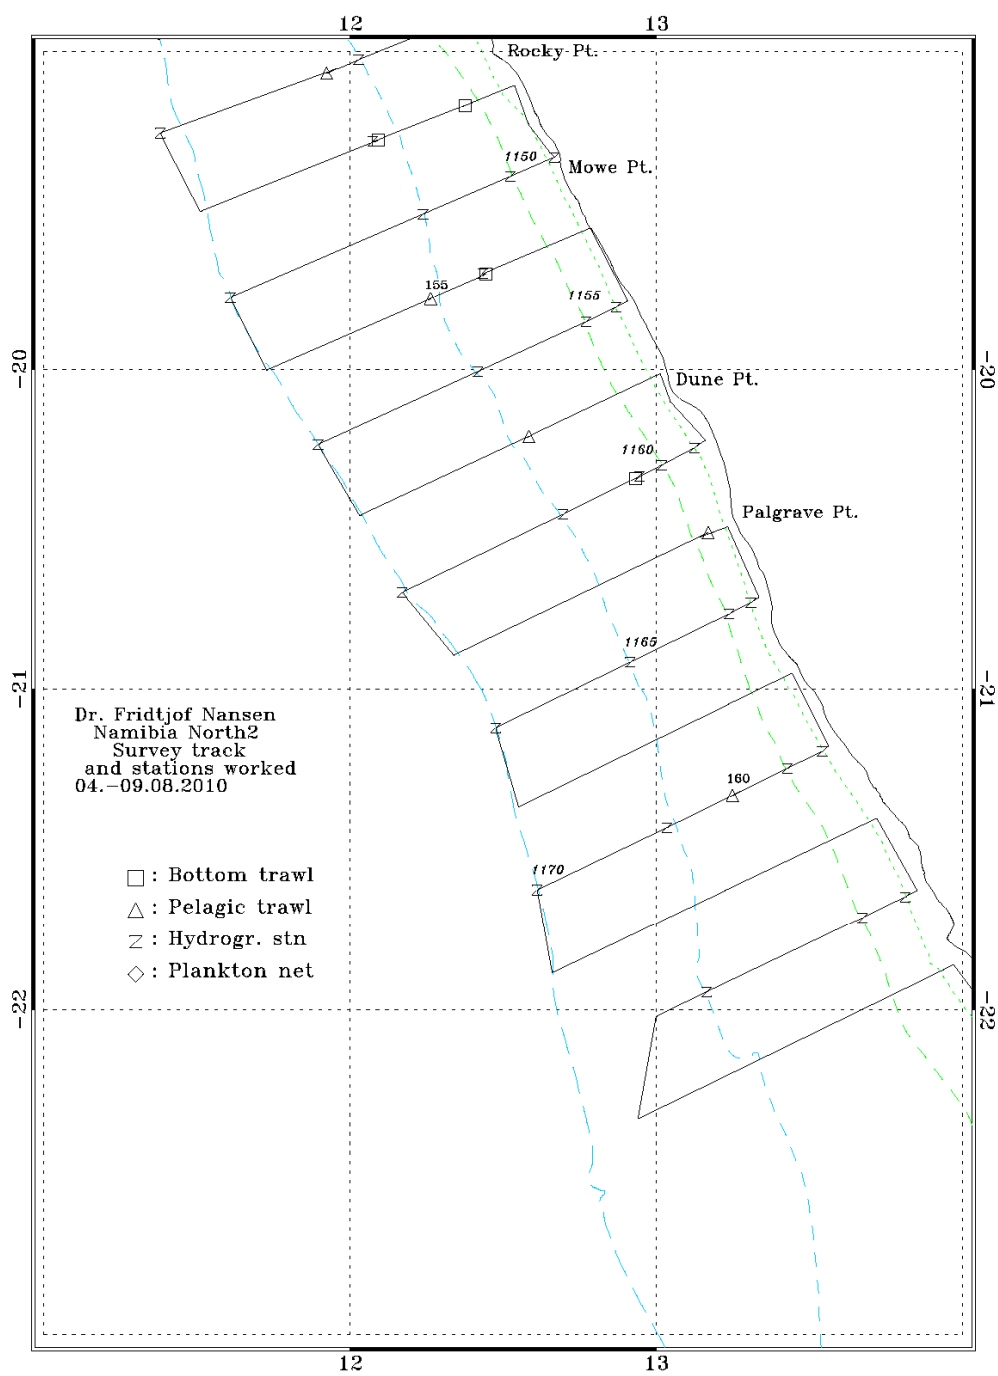 12 13
Rocky Pt.
1150
Mowe Pt.
155
1155
-20 -20
Dune Pt.
1160
Palgrave Pt.
1165
-21 -21
Dr. Fridtjof Nansen
Namibia North2
Survey track
and stations worked
04.-09.08.2010
160
1170
: Bottom trawl
: Pelagic trawl
: Hydrogr. stn
: Plankton net
-22 -22
12 13